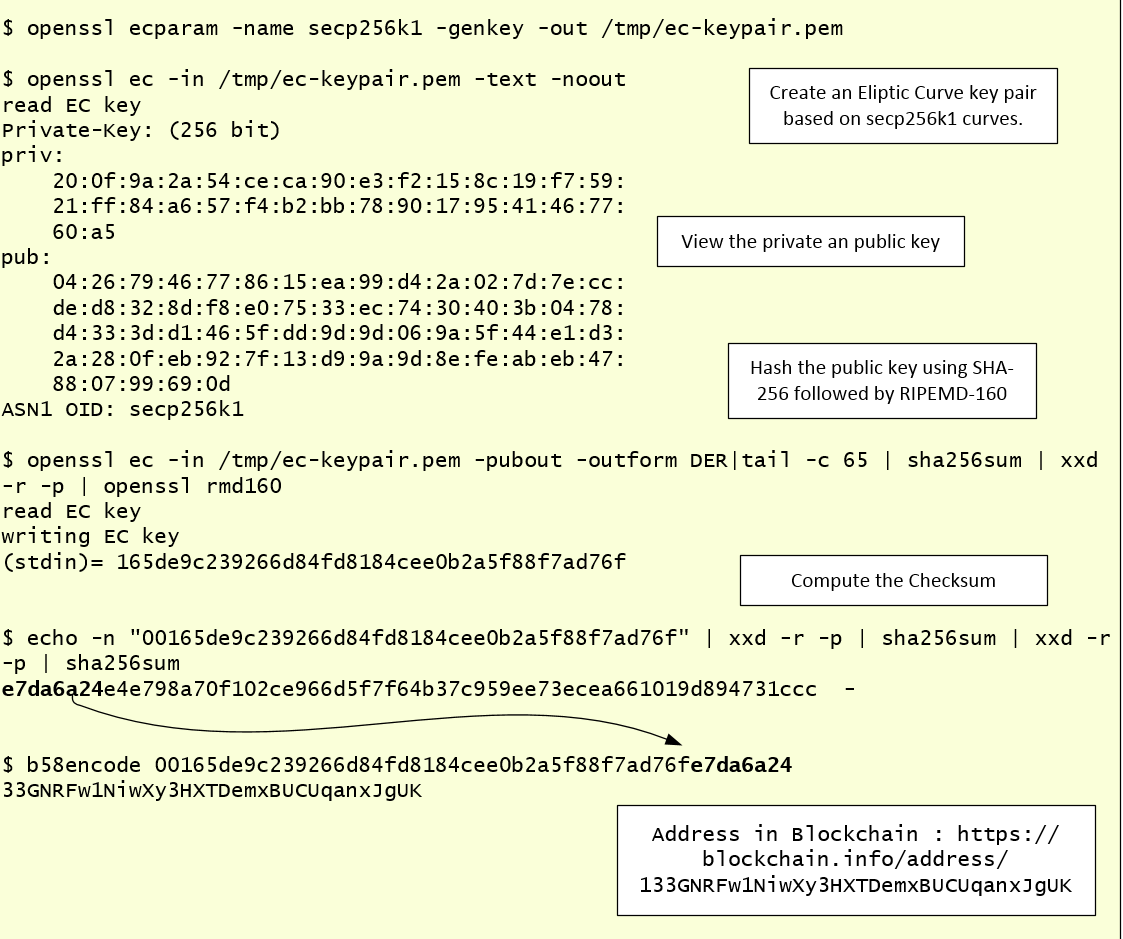 $ openssl ecparam -name secp256k1 -genkey -out /tmp/ec-keypair.pem
$ openssl ec -in /tmp/ec-keypair.pem -text -noout
Create an Eliptic Curve key pair
based on secp256k1 curves.
read EC key
Private-Key: (256 bit)
priv:
20:0f:9a:2a:54:ce:ca:90:e3:f2:15:8c:19:f7:59:
21:ff:84:a6:57:f4:b2:bb:78:90:17:95:41:46:77:
60:a5
View the private an public key
pub:
04:26:79:46:77:86:15:ea:99:d4:2a:02:7d:7e:cc:
de:d8:32:8d:f8:e0:75:33:ec:74:30:40:3b:04:78:
d4:33:3d:d1:46:5f:dd:9d:9d:06:9a:5f:44:e1:d3:
2a:28:0f:eb:92:7f:13:d9:9a:9d:8e:fe:ab:eb:47:
88:07:99:69:0d
ASN1 OID: secp256k1
Hash the public key using SHA-
256 followed by RIPEMD-160
$ openssl ec -in /tmp/ec-keypair.pem -pubout -outform DER|tail -c 65 | sha256sum | xxd
-r -p | openssl rmd160
read EC key
writing EC key
(stdin)= 165de9c239266d84fd8184cee0b2a5f88f7ad76f
Compute the Checksum
$ echo -n "00165de9c239266d84fd8184cee0b2a5f88f7ad76f" | xxd -r -p | sha256sum | xxd -r
-p | sha256sum
e7da6a24e4e798a70f102ce966d5f7f64b37c959ee73ecea661019d894731ccc -
$ b58encode 00165de9c239266d84fd8184cee0b2a5f88f7ad76fe7da6a24
33GNRFw1NiwXy3HXTDemxBUCUqanxJgUK
Address in Blockchain : https://
blockchain.info/address/
133GNRFw1NiwXy3HXTDemxBUCUqanxJgUK